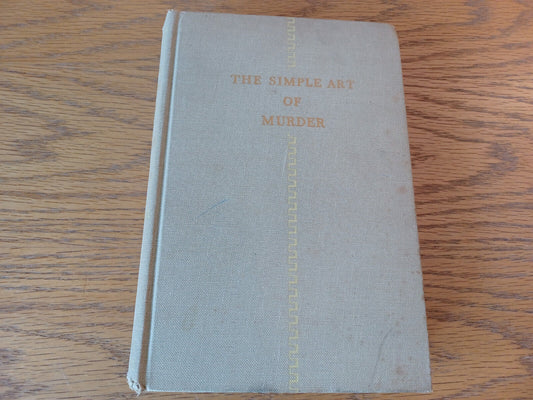 THE SIMPLE ART
OF
MURDER